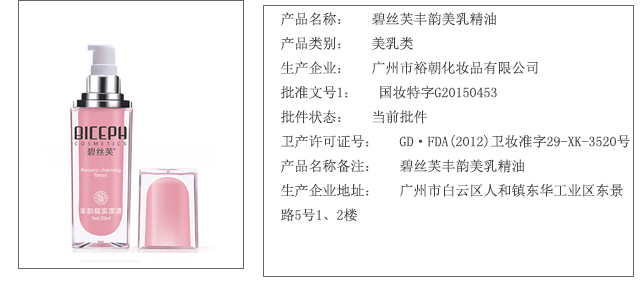 BICEPH
COSMETICS
碧丝芙
丰韵挺实原液
产品名称： 碧丝芙丰韵美乳精油
产品类别： 美乳类
生产企业： 广州市裕朝化妆品有限公司
批准文号1： 国妆特字G20150453
批件状态： 当前批件
卫产许可证号： GD·FDA(2012)卫妆准字29-XK-3520号
产品名称备注： 碧丝芙丰韵美乳精油
生产企业地址： 广州市白云区人和镇东华工业区东景
路5号1、2楼